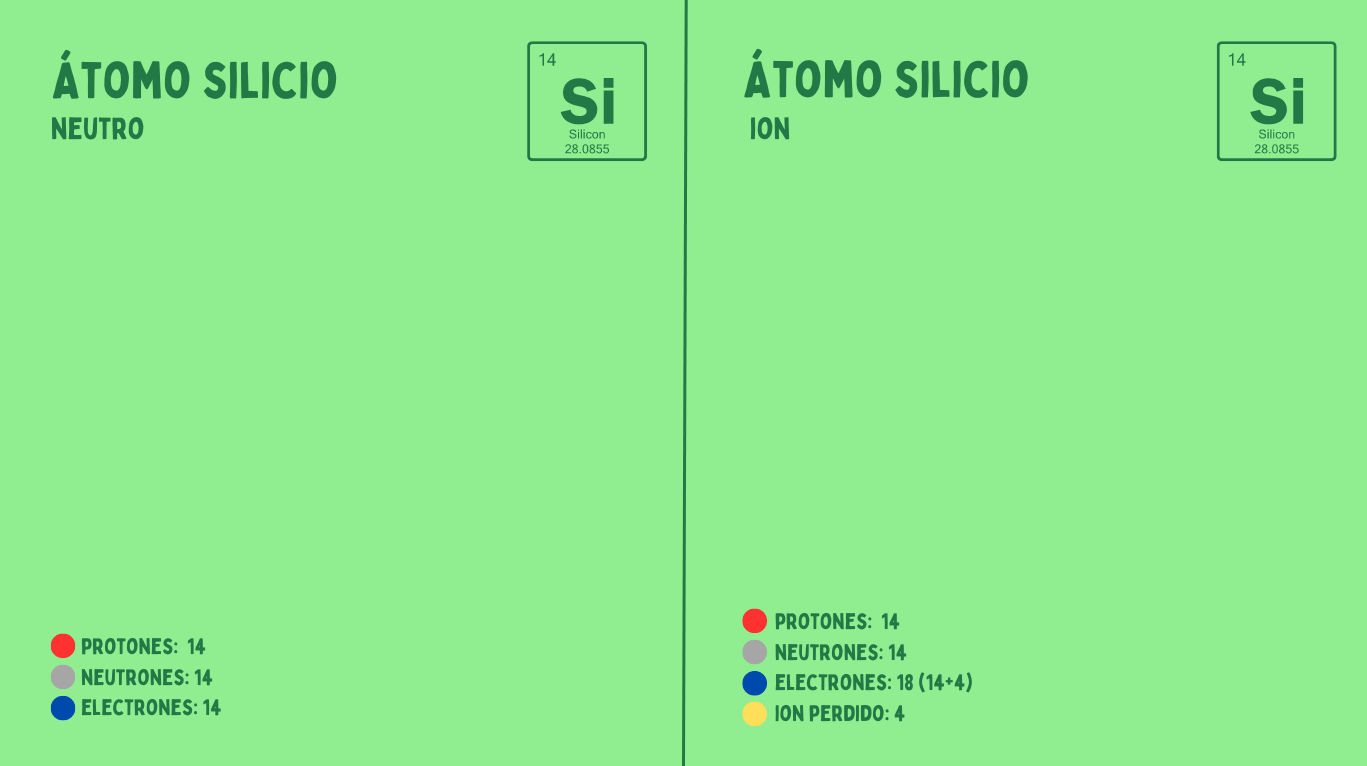 ÁTOMO SILICIO
NEUTRO
14
Si
Silicon
28.0855
PROTONES: 14
NEUTRONES: 14
ELECTRONES: 14
ÁTOMO SILICIO
ION
14
Si
Silicon
28.0855
PROTONES: 14
NEUTRONES: 14
ELECTRONES: 18 (14+4)
ION PERDIDO: 4